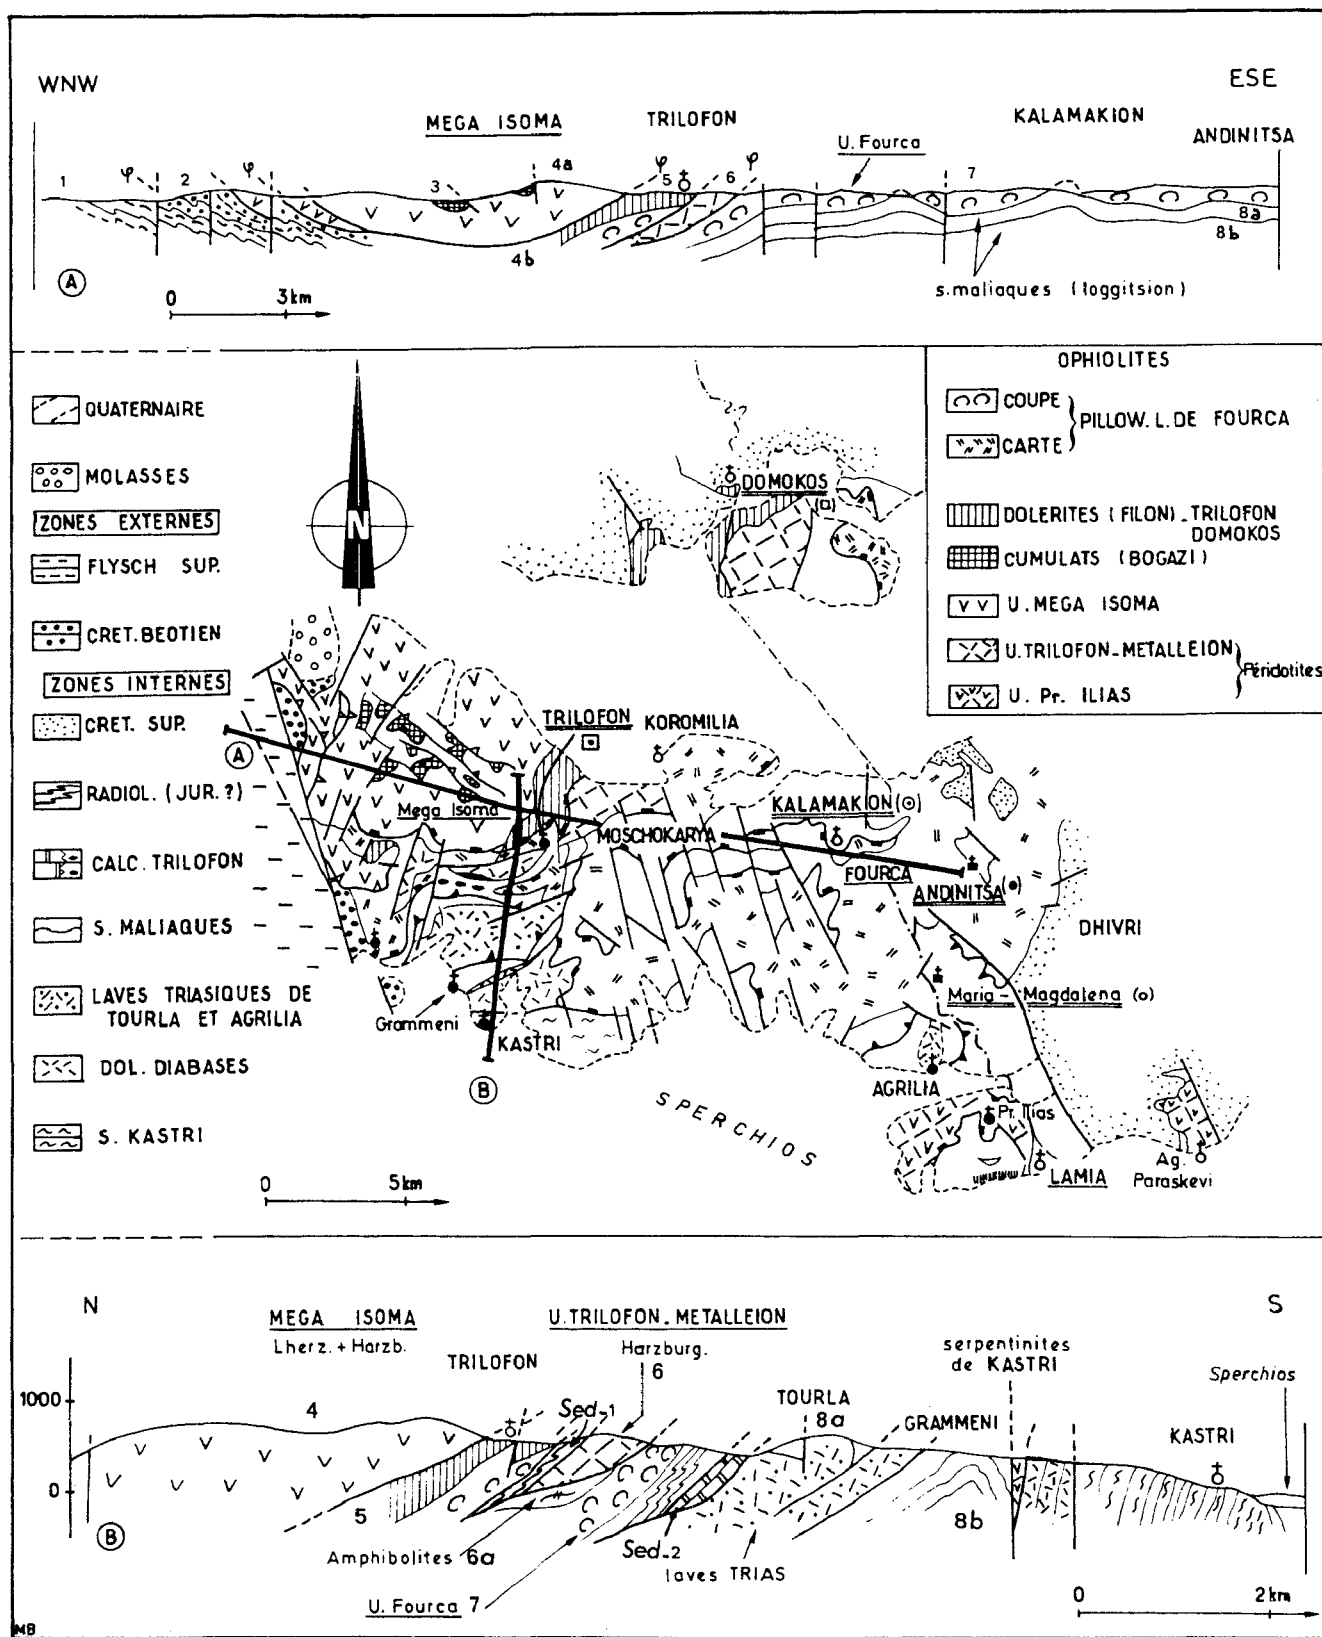 WNW
ESE
MEGA ISOMA
TRILOFON
KALAMAKION
ANDINITSA
U. Fourca
1
φ
2
φ
3
4a
φ
5
6
φ
7
4b
8a
8b
s.maliaques (loggitsion)
A
0 3km
QUATERNAIRE
MOLASSES
ZONES EXTERNES
FLYSCH SUP.
CRET. BEOTIEN
ZONES INTERNES
CRET. SUP.
RADIOL. (JUR.?)
CALC. TRILOFON
S. MALIAQUES
LAVES TRIASIQUES DE
TOURLA ET AGRILIA
DOL. DIABASES
S. KASTRI
0 5km
N
OPHIOLITES
COUPE
CARTE
PILLOW. L. DE FOURCA
DOLERITES (FILON)_TRILOFON
DOMOKOS
CUMULATS (BOGAZI)
U. MEGA ISOMA
U. TRILOFON_METALLEION
U. Pr. ILIAS
Péridotites
DOMOKOS
TRILOFON
KOROMILIA
A
Mega Isoma
MOSCHOKARYA
KALAMAKION
FOURCA
ANDINITSA
DHIVRI
Maria - Magdalena (o)
Grammeni
KASTRI
B
AGRILIA
SPERCHIOS
Pr. Ilias
LAMIA
Ag.
Paraskevi
N
S
MEGA ISOMA
Lherz. + Harzb.
TRILOFON
U. TRILOFON_METALLEION
Harzburg.
6
serpentinites
de KASTRI
Sperchios
1000
4
Sed-1
TOURLA
8a
GRAMMENI
KASTRI
0
B
5
Amphibolites 6a
Sed-2
laves TRIAS
8b
U. Fourca 7
0 2km
MB